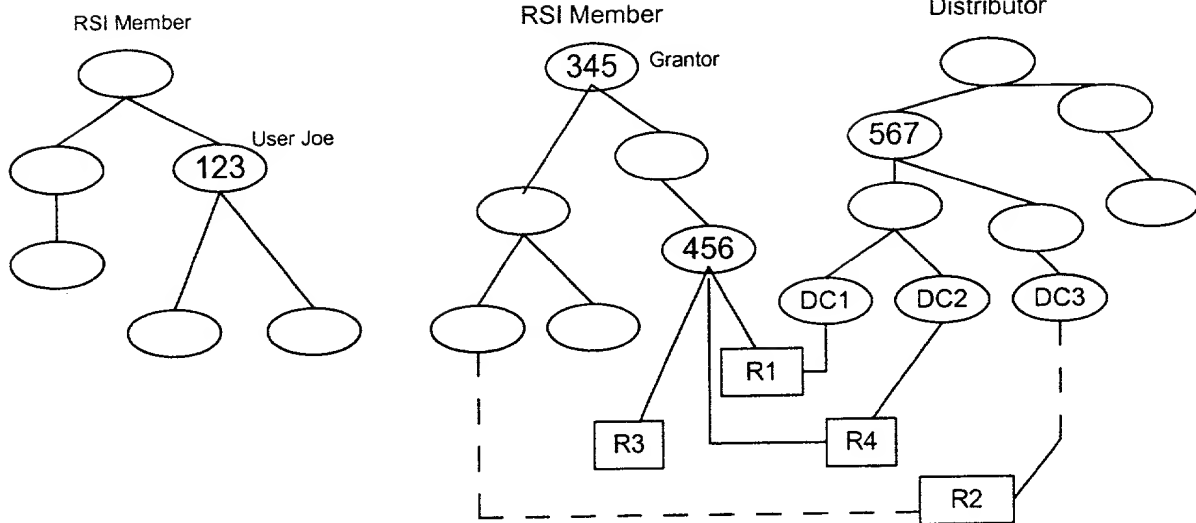 RSI Member
RSI Member
Distributor
345
Grantor
567
User Joe
123
456
DC1
DC2
DC3
R1
R3
R4
R2